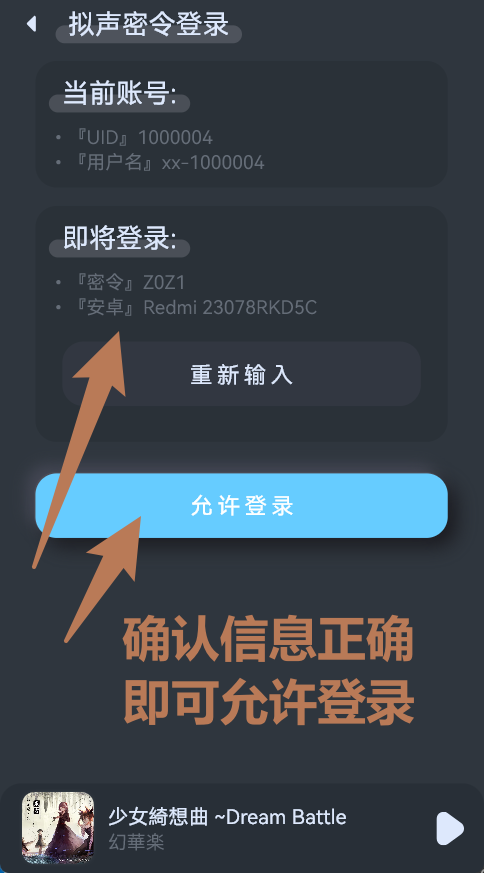 拟声密令登录
当前账号:
• 『UID』1000004
• 『用户名』xx-1000004
即将登录:
• 『密令』Z0Z1
• 『安卓』Redmi 23078RKD5C
重新输入
允许登录
确认信息正确
即可允许登录
少女綺想曲 ~Dream Battle
幻華楽